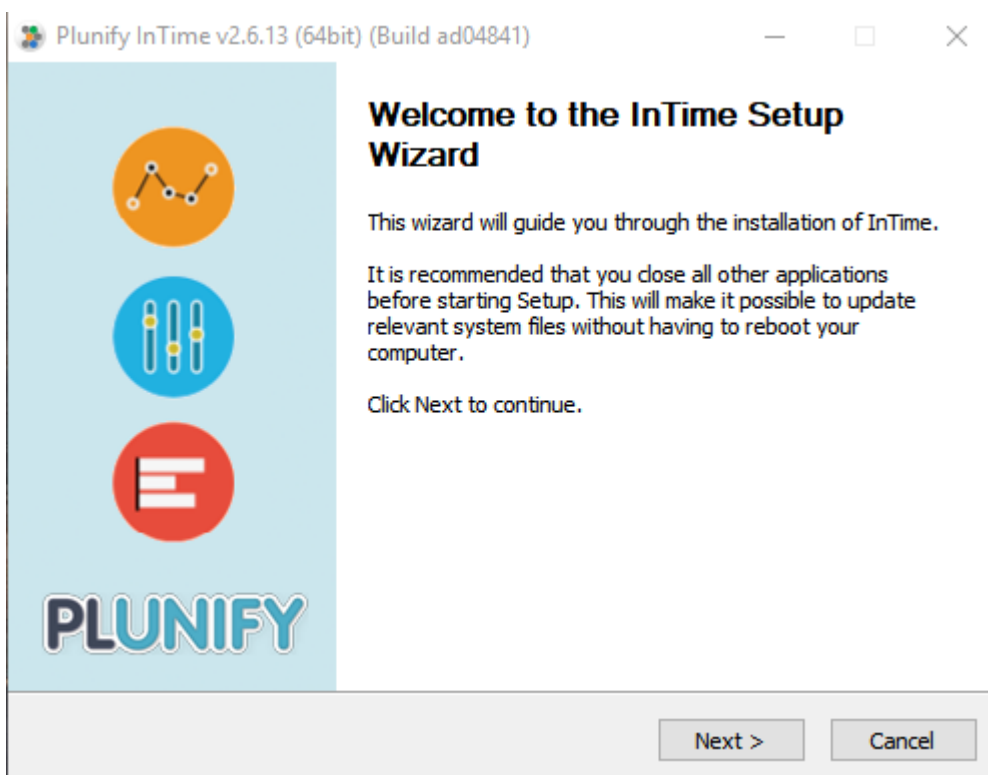 Plunify InTime v2.6.13 (64bit) (Build ad04841)
Welcome to the InTime Setup
Wizard
This wizard will guide you through the installation of InTime.
It is recommended that you close all other applications
before starting Setup. This will make it possible to update
relevant system files without having to reboot your
computer.
Click Next to continue.
PLUNIFY
Next >
Cancel